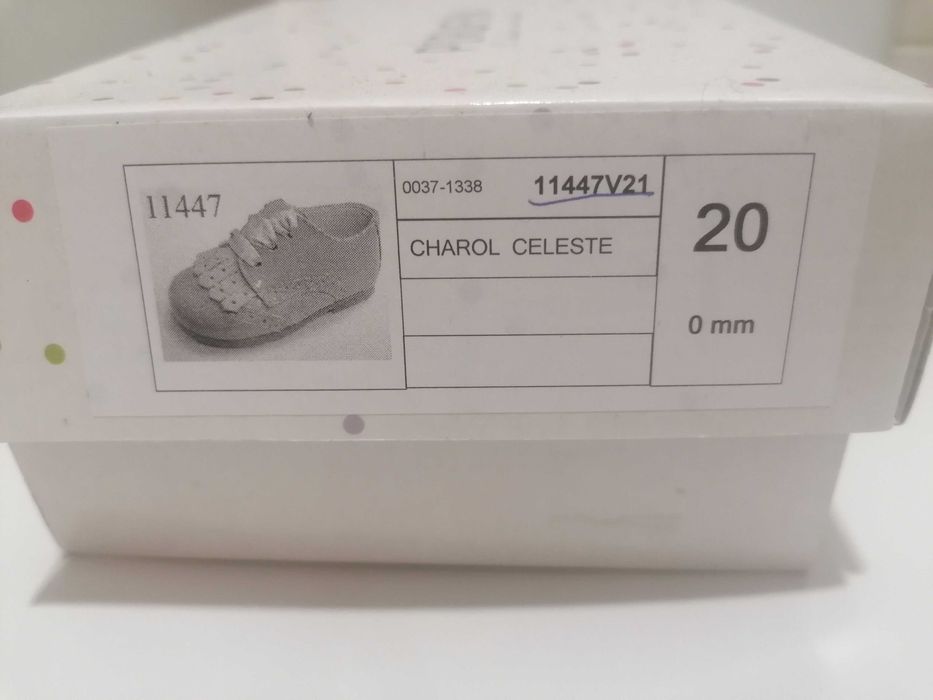 11447
0037-1338 11447V21
CHAROL CELESTE
20
0 mm